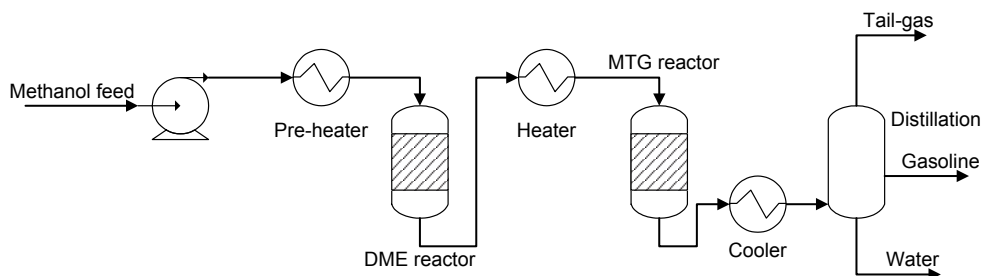 Tail-gas
MTG reactor
Methanol feed
Distillation
Pre-heater
Heater
Gasoline
DME reactor
Cooler
Water